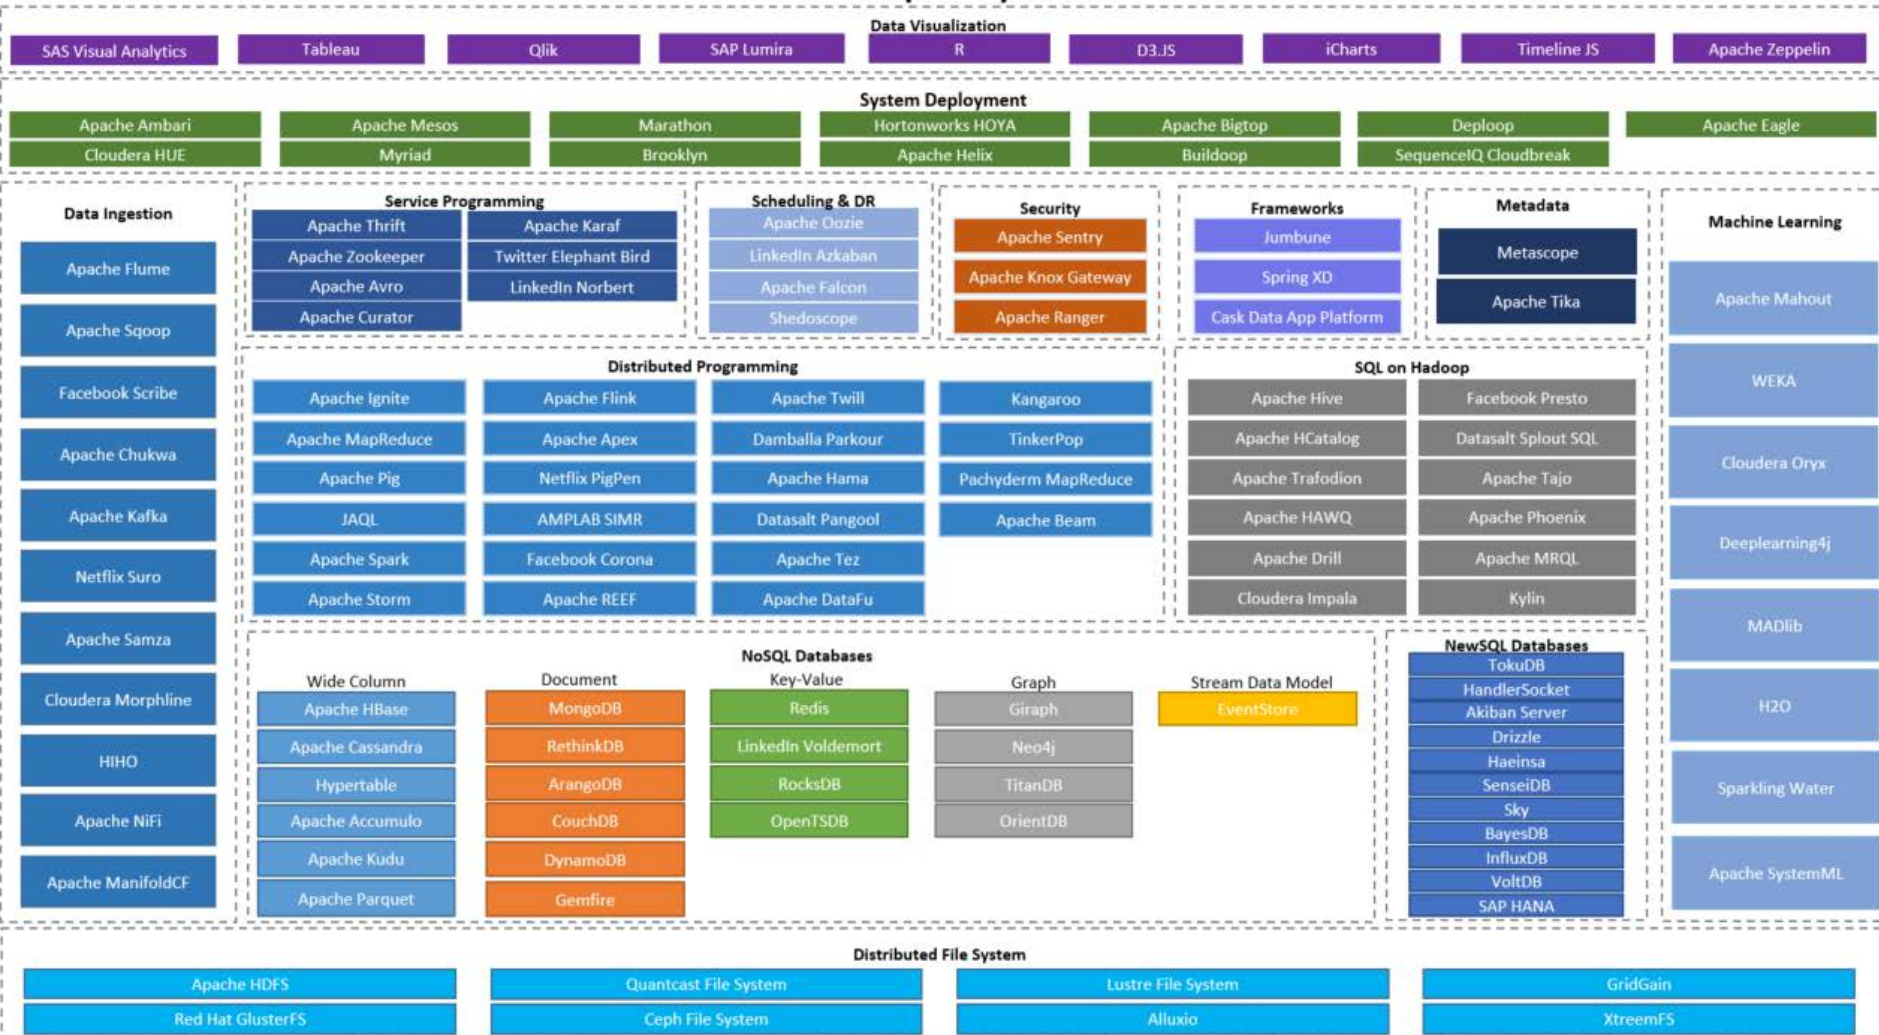 Data Visualization
SAS Visual Analytics
Tableau
Qlik
SAP Lumira
R
D3.JS
iCharts
Timeline JS
Apache Zeppelin
System Deployment
Apache Ambari
Apache Mesos
Marathon
Hortonworks HOYA
Apache Bigtop
Deploop
Apache Eagle
Cloudera HUE
Myriad
Brooklyn
Apache Helix
Buildoop
SequenceIQ Cloudbreak
Data Ingestion
Apache Flume
Apache Sqoop
Facebook Scribe
Apache Chukwa
Apache Kafka
Netflix Suro
Apache Samza
Cloudera Morphline
HIHO
Apache NiFi
Apache ManifoldCF
Service Programming
Apache Thrift
Apache Karaf
Apache Zookeeper
Twitter Elephant Bird
Apache Avro
LinkedIn Norbert
Apache Curator
Scheduling & DR
Apache Oozie
LinkedIn Azkaban
Apache Falcon
Shedoscope
Security
Apache Sentry
Apache Knox Gateway
Apache Ranger
Frameworks
Jumbune
Spring XD
Cask Data App Platform
Metadata
Metascope
Apache Tika
Machine Learning
Apache Mahout
WEKA
Cloudera Oryx
Deeplearning4j
MADlib
H2O
Sparkling Water
Apache SystemML
Distributed Programming
Apache Ignite
Apache Flink
Apache Twill
Kangaroo
Apache MapReduce
Apache Apex
Damballa Parkour
TinkerPop
Apache Pig
Netflix PigPen
Apache Hama
Pachyderm MapReduce
JAQL
AMPLAB SIMR
Datasalt Pangool
Apache Beam
Apache Spark
Facebook Corona
Apache Tez
Apache Storm
Apache REEF
Apache DataFu
SQL on Hadoop
Apache Hive
Facebook Presto
Apache HCatalog
Datasalt Splout SQL
Apache Trafodion
Apache Tajo
Apache HAWQ
Apache Phoenix
Apache Drill
Apache MRQL
Cloudera Impala
Kylin
NoSQL Databases
Wide Column
Apache HBase
Apache Cassandra
Hypertable
Apache Accumulo
Apache Kudu
Apache Parquet
Document
MongoDB
RethinkDB
ArangoDB
CouchDB
DynamoDB
Gemfire
Key-Value
Redis
LinkedIn Voldemort
RocksDB
OpenTSDB
Graph
Giraph
Neo4j
TitanDB
OrientDB
Stream Data Model
EventStore
NewSQL Databases
TokuDB
HandlerSocket
Akiban Server
Drizzle
Haeinsa
SenseiDB
Sky
BayesDB
InfluxDB
VoltDB
SAP HANA
Distributed File System
Apache HDFS
Quantcast File System
Lustre File System
GridGain
Red Hat GlusterFS
Ceph File System
Alluxio
XtreemFS